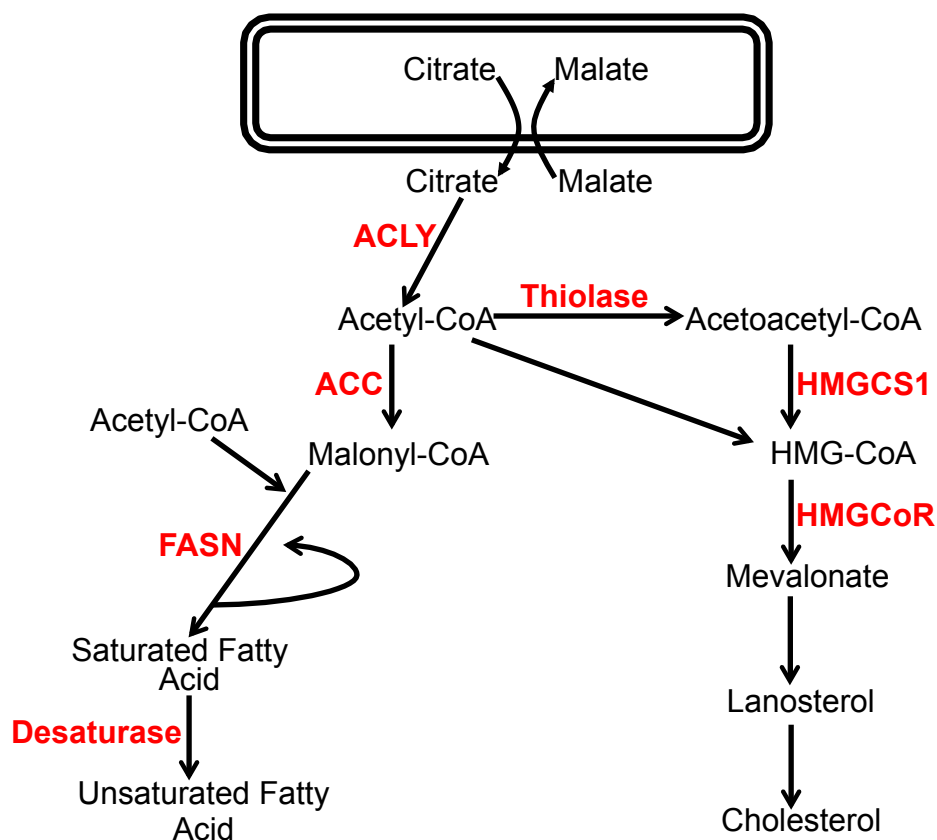 Citrate
Malate
Citrate
Malate
ACLY
Thiolase
Acetyl-CoA
Acetoacetyl-CoA
ACC
HMGCS1
Acetyl-CoA
Malonyl-CoA
HMG-CoA
HMGCoR
FASN
Mevalonate
Saturated Fatty
Acid
Lanosterol
Desaturase
Unsaturated Fatty
Acid
Cholesterol